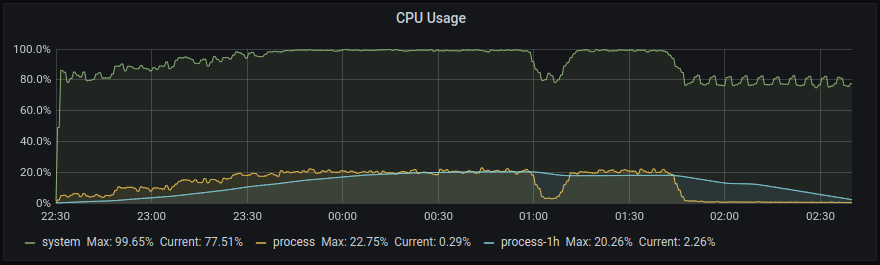 CPU Usage
100.0%
80.0%
60.0%
40.0%
20.0%
0%
22:30 23:00 23:30 00:00 00:30 01:00 01:30 02:00 02:30
system Max: 99.65% Current: 77.51% process Max: 22.75% Current: 0.29% process-1h Max: 20.26% Current: 2.26%